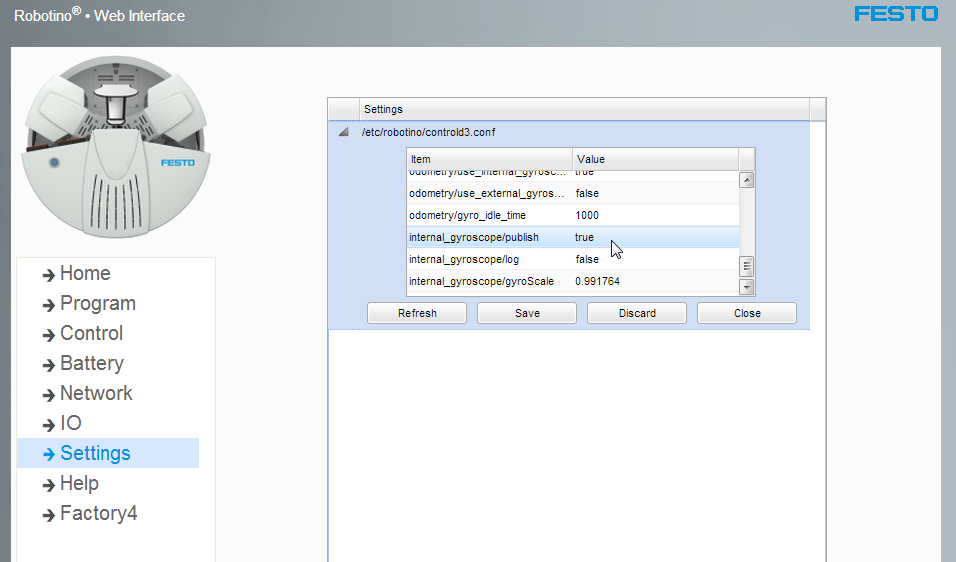 Robotino® • Web Interface
FESTO
FESTO
Home
Program
Control
Battery
Network
IO
Settings
Help
Factory4
Settings
/etc/robotino/controld3.conf
Item Value
odometry/use_internal_gyrosc... true
odometry/use_external_gyros... false
odometry/gyro_idle_time 1000
internal_gyroscope/publish true
internal_gyroscope/log false
internal_gyroscope/gyroScale 0.991764
Refresh Save Discard Close